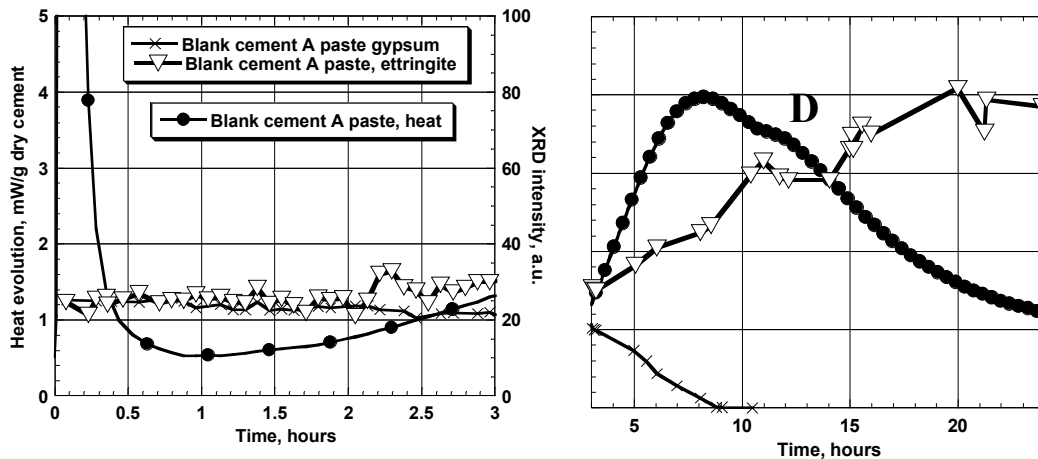 Blank cement A paste gypsum
Blank cement A paste, ettringite
Blank cement A paste, heat
Heat evolution, mW/g dry cement
5
4
3
2
1
0
XRD intensity, a.u.
100
80
60
40
20
0
0 0.5 1 1.5 2 2.5 3
Time, hours
D
5 10 15 20
Time, hours